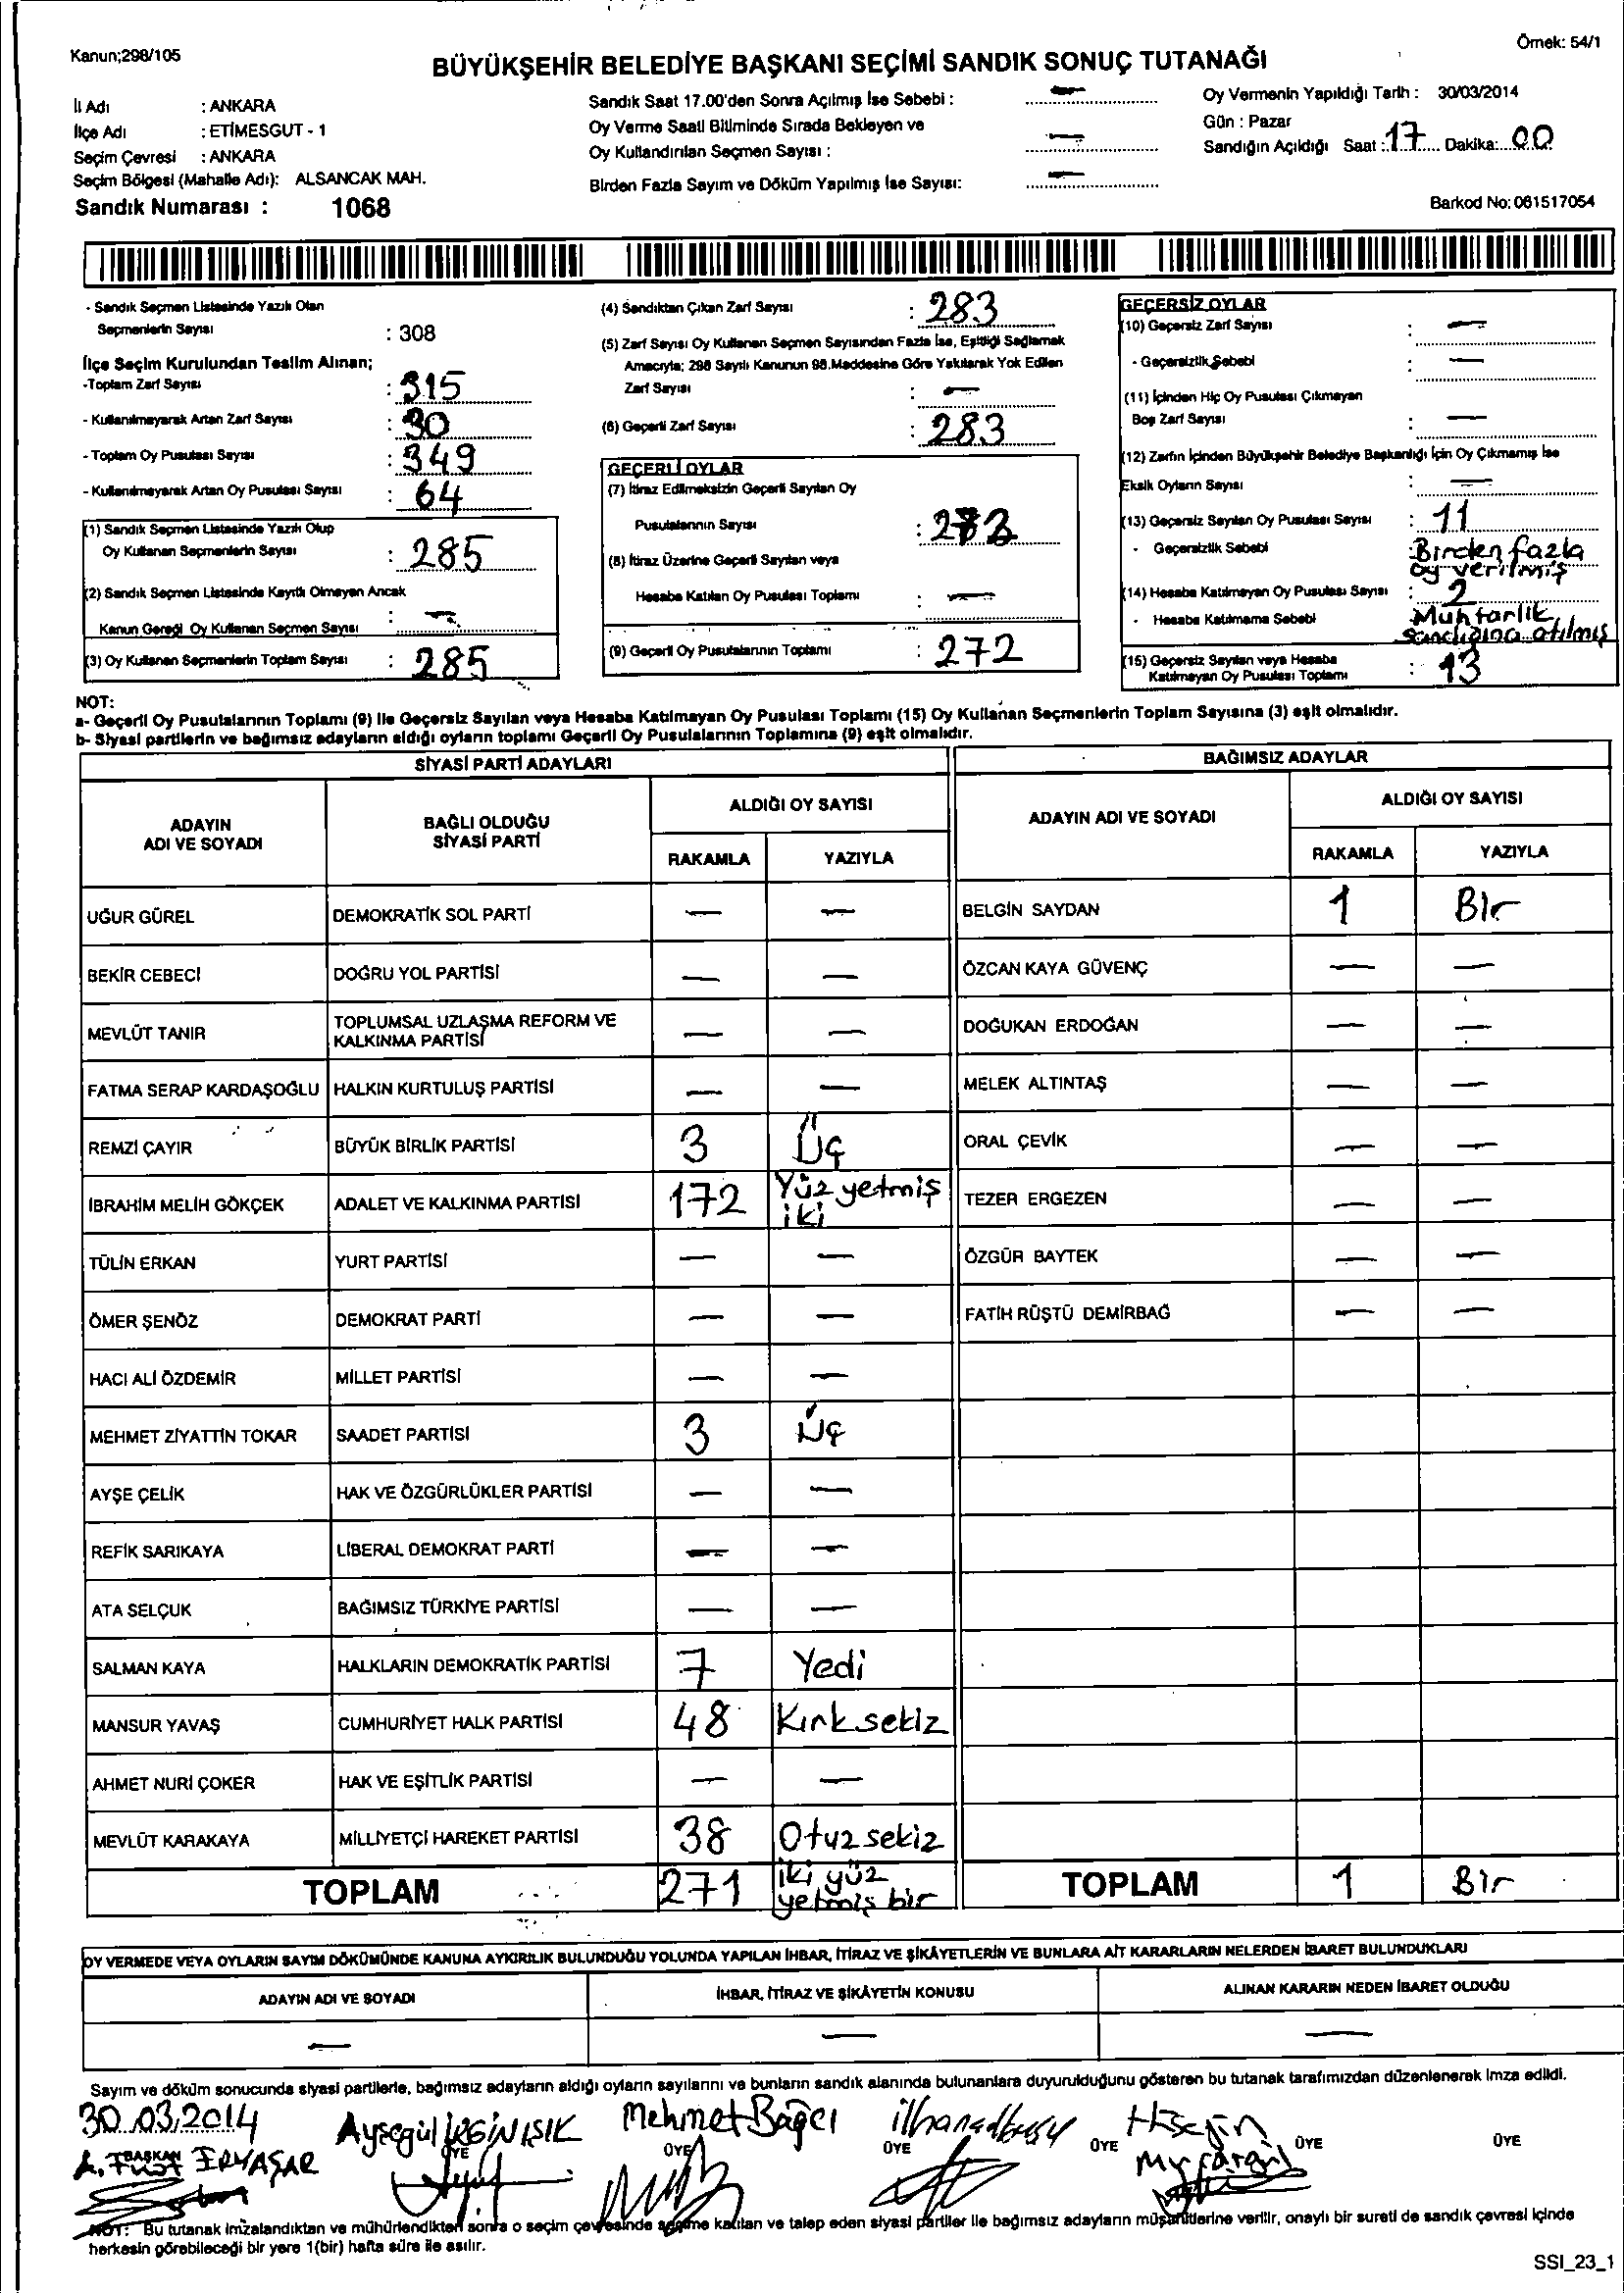 Kanun;298/105
Örnek: 54/1
BÜYÜKŞEHİR BELEDİYE BAŞKANI SEÇİMİ SANDIK SONUÇ TUTANAĞI
İl Adı : ANKARA
İlçe Adı : ETİMESGUT - 1
Seçim Çevresi : ANKARA
Seçim Bölgesi (Mahalle Adı): ALSANCAK MAH.
Sandık Numarası : 1068
Sandık Saat 17.00'den Sonra Açılmış İse Sebebi : —
Oy Verme Saati Bitiminde Sırada Bekleyen ve
Oy Kullandırılan Seçmen Sayısı : —
Birden Fazla Sayım ve Döküm Yapılmış İse Sayısı: —
Oy Vermenin Yapıldığı Tarih : 30/03/2014
Gün : Pazar
Sandığın Açıldığı Saat : 17 Dakika: 00
Barkod No: 061517054
- Sandık Seçmen Listesinde Yazılı Olan
Seçmenlerin Sayısı : 308
İlçe Seçim Kurulundan Teslim Alınan;
-Toplam Zarf Sayısı : 315
- Kullanılmayarak Artan Zarf Sayısı : 30
- Toplam Oy Pusulası Sayısı : 349
- Kullanılmayarak Artan Oy Pusulası Sayısı : 64
(1) Sandık Seçmen Listesinde Yazılı Olup
Oy Kullanan Seçmenlerin Sayısı : 285
(2) Sandık Seçmen Listesinde Kayıtlı Olmayan Ancak
Kanun Gereği Oy Kullanan Seçmen Sayısı : —
(3) Oy Kullanan Seçmenlerin Toplam Sayısı : 285
(4) Sandıktan Çıkan Zarf Sayısı : 283
(5) Zarf Sayısı Oy Kullanan Seçmen Sayısından Fazla İse, Eşitliği Sağlamak
Amacıyla; 298 Sayılı Kanunun 98.Maddesine Göre Yakılarak Yok Edilen
Zarf Sayısı : —
(6) Geçerli Zarf Sayısı : 283
GEÇERLİ OYLAR
(7) İtiraz Edilmeksizin Geçerli Sayılan Oy
Pusulalarının Sayısı : 272
(8) İtiraz Üzerine Geçerli Sayılan veya
Hesaba Katılan Oy Pusulası Toplamı : —
(9) Geçerli Oy Pusulalarının Toplamı : 272
GEÇERSİZ OYLAR
(10) Geçersiz Zarf Sayısı : —
- Geçersizlik Sebebi : —
(11) İçinden Hiç Oy Pusulası Çıkmayan
Boş Zarf Sayısı : —
(12) Zarfın İçinden Büyükşehir Belediye Başkanlığı İçin Oy Çıkmamış İse
Eksik Oyların Sayısı : —
(13) Geçersiz Sayılan Oy Pusulası Sayısı : 11
- Geçersizlik Sebebi : Birden fazla
oy verilmiş
(14) Hesaba Katılmayan Oy Pusulası Sayısı : 2
- Hesaba Katılmama Sebebi Muhtarlik
sandığına atılmış
(15) Geçersiz Sayılan veya Hesaba
Katılmayan Oy Pusulası Toplamı : 13
NOT:
a- Geçerli Oy Pusulalarının Toplamı (9) ile Geçersiz Sayılan veya Hesaba Katılmayan Oy Pusulası Toplamı (15) Oy Kullanan Seçmenlerin Toplam Sayısına (3) eşit olmalıdır.
b- Siyasi partilerin ve bağımsız adayların aldığı oyların toplamı Geçerli Oy Pusulalarının Toplamına (9) eşit olmalıdır.
SİYASİ PARTİ ADAYLARI
ADAYIN
ADI VE SOYADI
BAĞLI OLDUĞU
SİYASİ PARTİ
ALDIĞI OY SAYISI
RAKAMLA YAZIYLA
UĞUR GÜREL DEMOKRATİK SOL PARTİ — —
BEKİR CEBECİ DOĞRU YOL PARTİSİ — —
MEVLÜT TANIR TOPLUMSAL UZLAŞMA REFORM VE
KALKINMA PARTİSİ — —
FATMA SERAP KARDAŞOĞLU HALKIN KURTULUŞ PARTİSİ — —
REMZİ ÇAYIR BÜYÜK BİRLİK PARTİSİ 3 Üç
İBRAHİM MELİH GÖKÇEK ADALET VE KALKINMA PARTİSİ 172 Yüz yetmiş
iki
TÜLİN ERKAN YURT PARTİSİ — —
ÖMER ŞENÖZ DEMOKRAT PARTİ — —
HACI ALİ ÖZDEMİR MİLLET PARTİSİ — —
MEHMET ZİYATTİN TOKAR SAADET PARTİSİ 3 Üç
AYŞE ÇELİK HAK VE ÖZGÜRLÜKLER PARTİSİ — —
REFİK SARIKAYA LİBERAL DEMOKRAT PARTİ — —
ATA SELÇUK BAĞIMSIZ TÜRKİYE PARTİSİ — —
SALMAN KAYA HALKLARIN DEMOKRATİK PARTİSİ 7 Yedi
MANSUR YAVAŞ CUMHURİYET HALK PARTİSİ 48 Kırksekiz
AHMET NURİ ÇOKER HAK VE EŞİTLİK PARTİSİ — —
MEVLÜT KARAKAYA MİLLİYETÇİ HAREKET PARTİSİ 38 Otuz sekiz
TOPLAM 271 iki yüz
yetmiş bir
BAĞIMSIZ ADAYLAR
ADAYIN ADI VE SOYADI
ALDIĞI OY SAYISI
RAKAMLA YAZIYLA
BELGİN SAYDAN 1 Bir
ÖZCAN KAYA GÜVENÇ — —
DOĞUKAN ERDOĞAN — —
MELEK ALTINTAŞ — —
ORAL ÇEVİK — —
TEZER ERGEZEN — —
ÖZGÜR BAYTEK — —
FATİH RÜŞTÜ DEMİRBAĞ — —
TOPLAM 1 Bir
OY VERMEDE VEYA OYLARIN SAYIM DÖKÜMÜNDE KANUNA AYKIRILIK BULUNDUĞU YOLUNDA YAPILAN İHBAR, İTİRAZ VE ŞİKÂYETLERİN VE BUNLARA AİT KARARLARIN NELERDEN İBARET BULUNDUKLARI
ADAYIN ADI VE SOYADI İHBAR, İTİRAZ VE ŞİKÂYETİN KONUSU ALINAN KARARIN NEDEN İBARET OLDUĞU
— — —
Sayım ve döküm sonucunda siyasi partilerle, bağımsız adayların aldığı oyların sayılarını ve bunların sandık alanında bulunanlara duyurulduğunu gösteren bu tutanak tarafımızdan düzenlenerek imza edildi.
30.03.2014 Ayşegül Mehmet Bağcı
BAŞKAN ÜYE ÜYE ÜYE ÜYE ÜYE ÜYE
NOT: Bu tutanak imzalandıktan ve mühürlendikten sonra o seçim çevresinde seçime katılan ve talep eden siyasi partiler ile bağımsız adayların müşahitlerine verilir, onaylı bir sureti de sandık çevresi içinde
herkesin görebileceği bir yere 1(bir) hafta süre ile asılır.
SSI_23_1